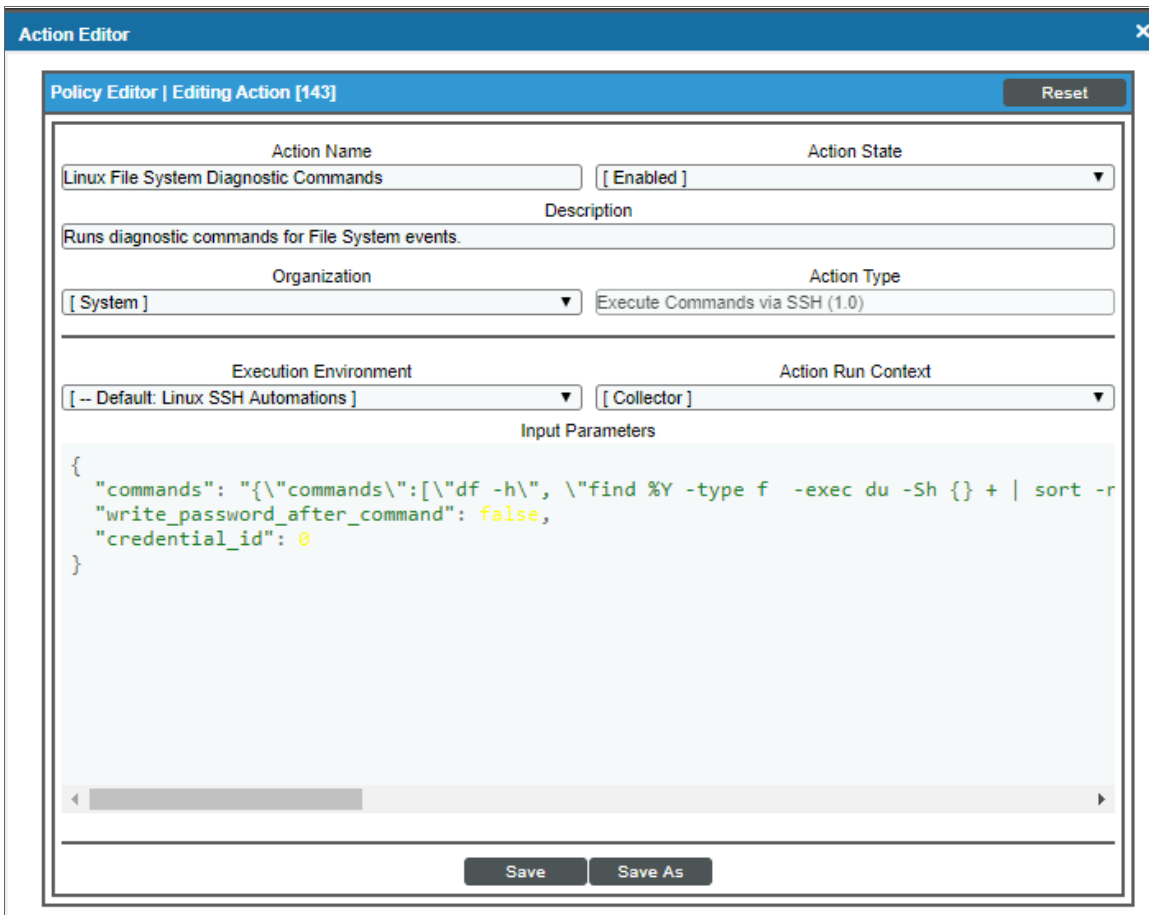 Action Editor
Policy Editor | Editing Action [143]
Reset
Action Name
Action State
Linux File System Diagnostic Commands
[ Enabled ]
Description
Runs diagnostic commands for File System events.
Organization
Action Type
[ System ]
Execute Commands via SSH (1.0)
Execution Environment
Action Run Context
[ -- Default: Linux SSH Automations ]
[ Collector ]
Input Parameters
{
"commands": "{\"commands\":[\"df -h\", \"find %Y -type f  -exec du -Sh {} + | sort -r
"write_password_after_command": false,
"credential_id": 0
}
Save
Save As